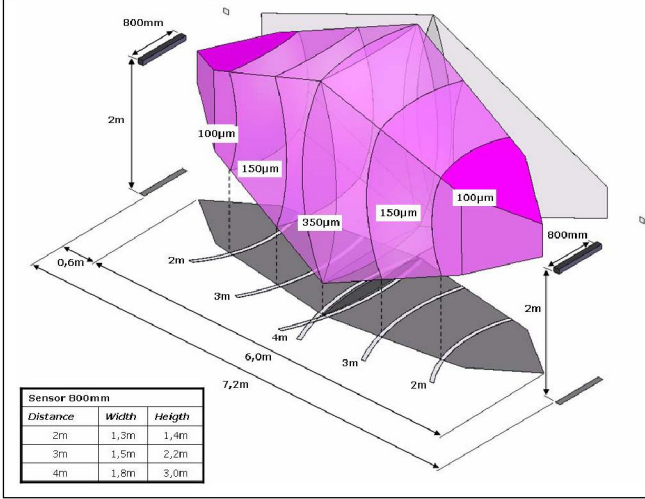 800mm
2m
100µm
150µm
350µm
150µm
100µm
800mm
2m
0,6m
2m
3m
4m
3m
2m
6,0m
7,2m
Sensor 800mm
Distance Width Heigth
2m 1,3m 1,4m
3m 1,5m 2,2m
4m 1,8m 3,0m